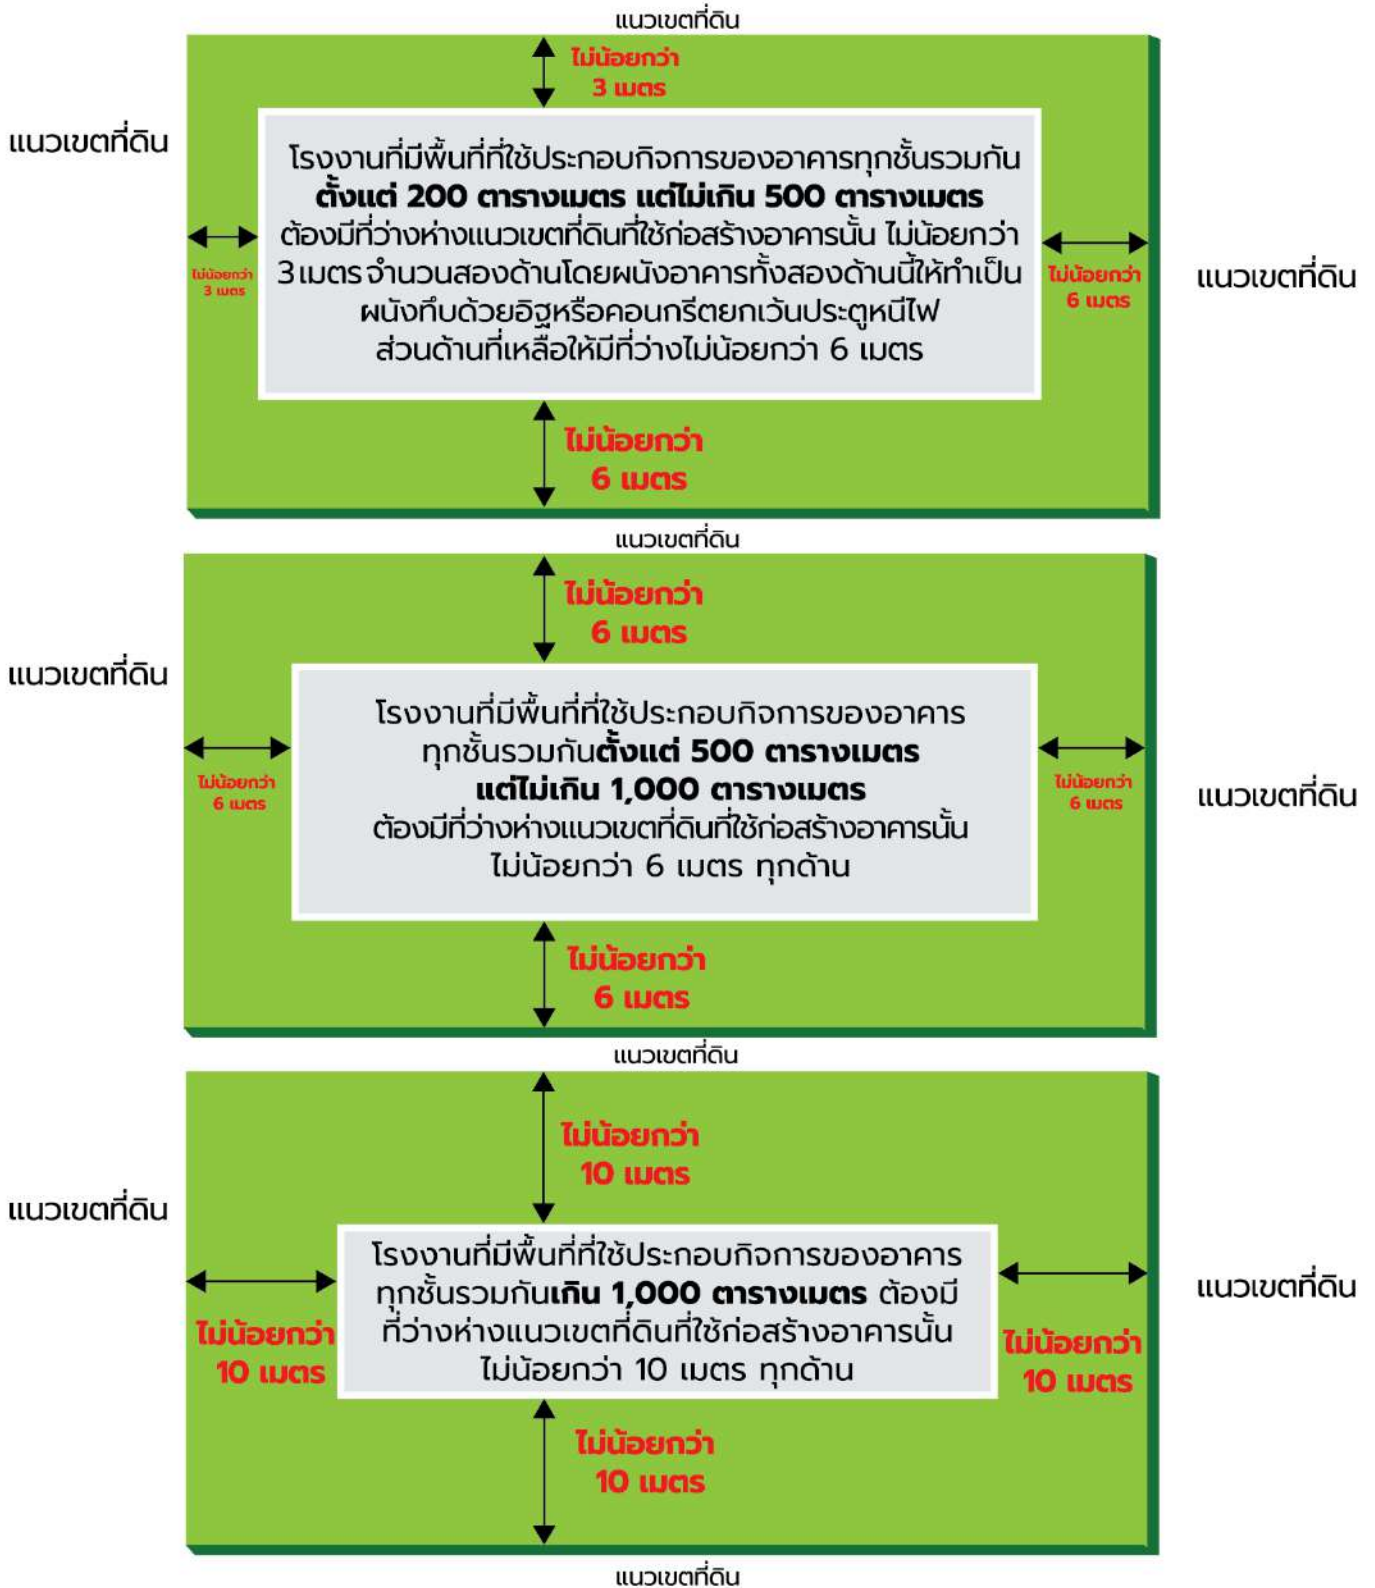 แนวเขตที่ดิน
ไม่น้อยกว่า
3 เมตร
แนวเขตที่ดิน
โรงงานที่มีพื้นที่ที่ใช้ประกอบกิจการของอาคารทุกชั้นรวมกัน
ตั้งแต่ 200 ตารางเมตร แต่ไม่เกิน 500 ตารางเมตร
ต้องมีที่ว่างห่างแนวเขตที่ดินที่ใช้ก่อสร้างอาคารนั้น ไม่น้อยกว่า
3 เมตร จำนวนสองด้านโดยผนังอาคารทั้งสองด้านนี้ให้ทำเป็น
ผนังทึบด้วยอิฐหรือคอนกรีตยกเว้นประตูหนีไฟ
ส่วนด้านที่เหลือให้มีที่ว่างไม่น้อยกว่า 6 เมตร
ไม่น้อยกว่า
3 เมตร
ไม่น้อยกว่า
6 เมตร
แนวเขตที่ดิน
ไม่น้อยกว่า
6 เมตร
แนวเขตที่ดิน
ไม่น้อยกว่า
6 เมตร
แนวเขตที่ดิน
โรงงานที่มีพื้นที่ที่ใช้ประกอบกิจการของอาคาร
ทุกชั้นรวมกันตั้งแต่ 500 ตารางเมตร
แต่ไม่เกิน 1,000 ตารางเมตร
ต้องมีที่ว่างห่างแนวเขตที่ดินที่ใช้ก่อสร้างอาคารนั้น
ไม่น้อยกว่า 6 เมตร ทุกด้าน
ไม่น้อยกว่า
6 เมตร
ไม่น้อยกว่า
6 เมตร
แนวเขตที่ดิน
ไม่น้อยกว่า
6 เมตร
แนวเขตที่ดิน
ไม่น้อยกว่า
10 เมตร
แนวเขตที่ดิน
โรงงานที่มีพื้นที่ที่ใช้ประกอบกิจการของอาคาร
ทุกชั้นรวมกันเกิน 1,000 ตารางเมตร ต้องมี
ที่ว่างห่างแนวเขตที่ดินที่ใช้ก่อสร้างอาคารนั้น
ไม่น้อยกว่า 10 เมตร ทุกด้าน
ไม่น้อยกว่า
10 เมตร
ไม่น้อยกว่า
10 เมตร
แนวเขตที่ดิน
ไม่น้อยกว่า
10 เมตร
แนวเขตที่ดิน